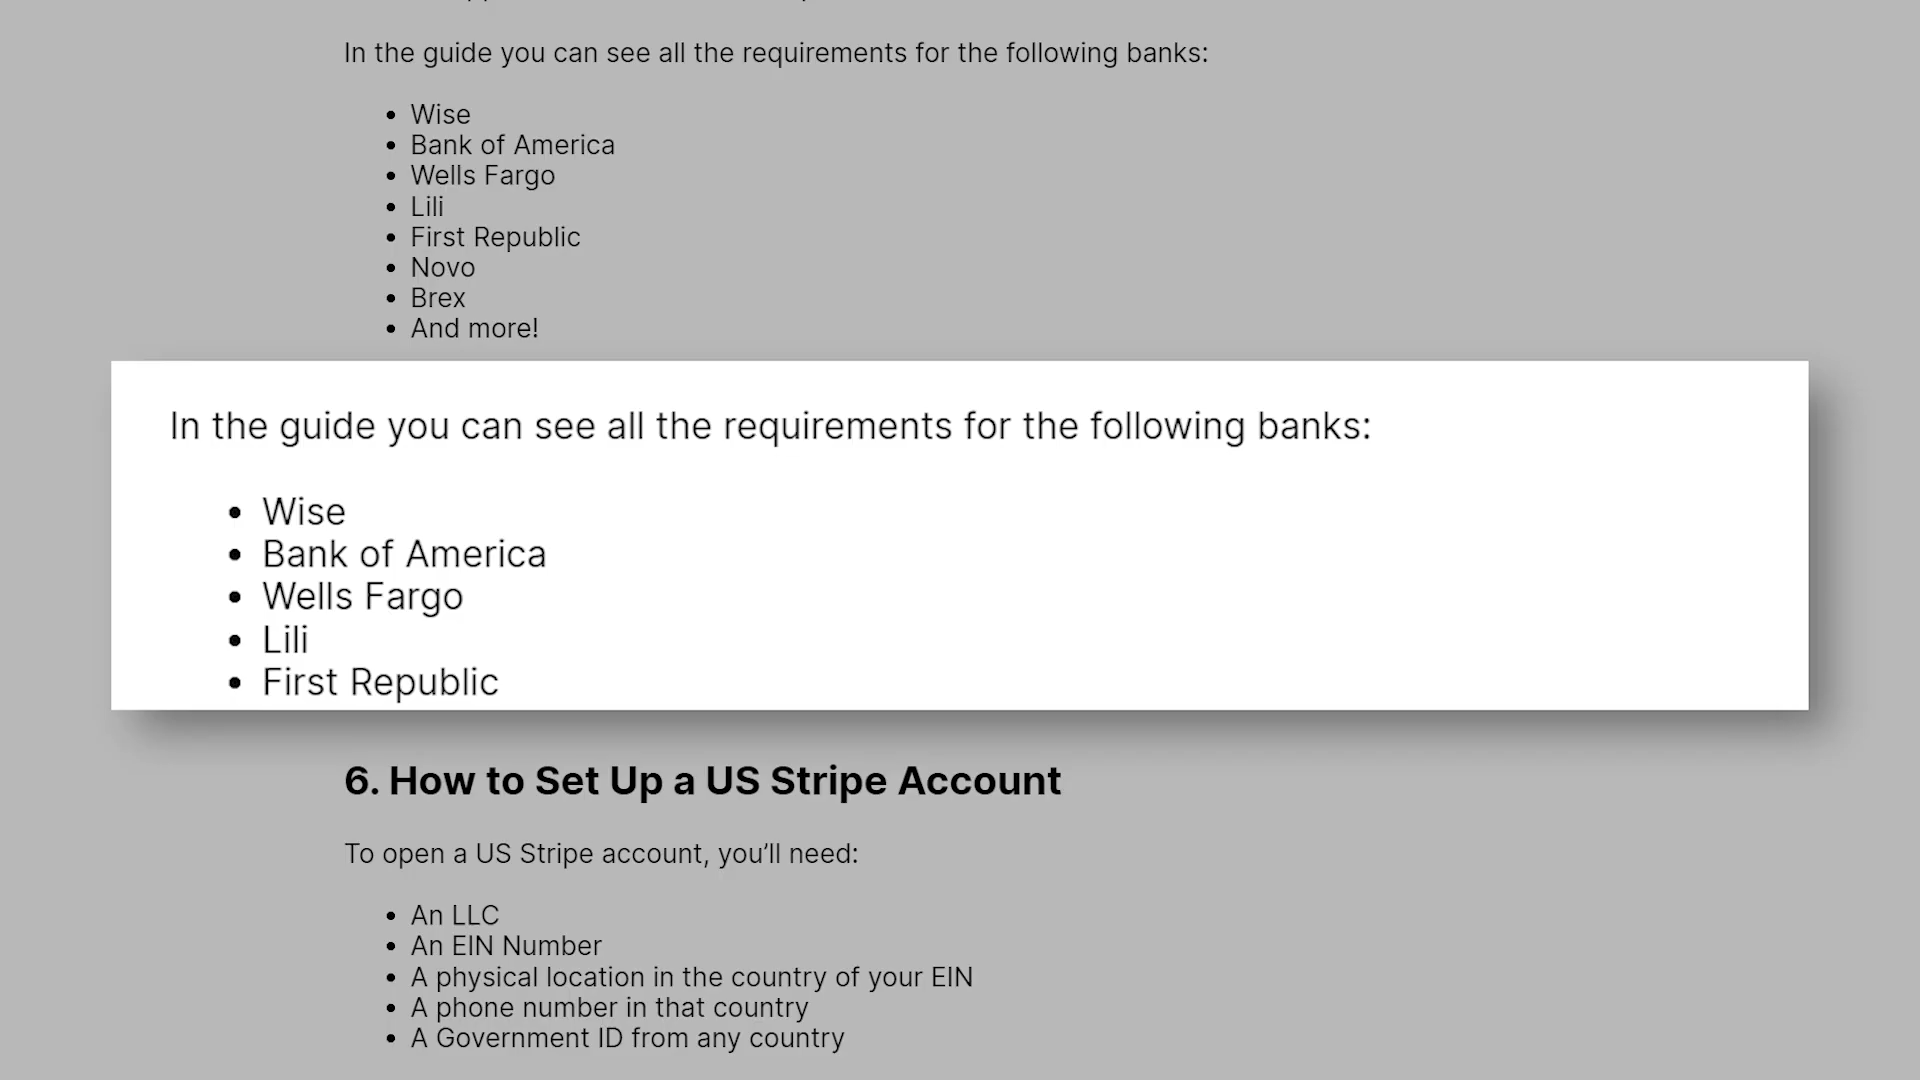 In the guide you can see all the requirements for the following banks:
• Wise
• Bank of America
• Wells Fargo
• Lili
• First Republic
• Novo
• Brex
• And more!
In the guide you can see all the requirements for the following banks:
• Wise
• Bank of America
• Wells Fargo
• Lili
• First Republic
6. How to Set Up a US Stripe Account
To open a US Stripe account, you’ll need:
• An LLC
• An EIN Number
• A physical location in the country of your EIN
• A phone number in that country
• A Government ID from any country